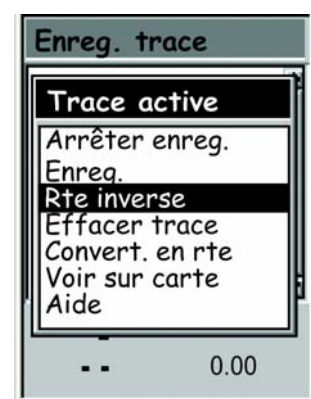 Enreg. trace
Trace active
Arrêter enreg.
Enreg.
Rte inverse
Effacer trace
Convert. en rte
Voir sur carte
Aide
0.00